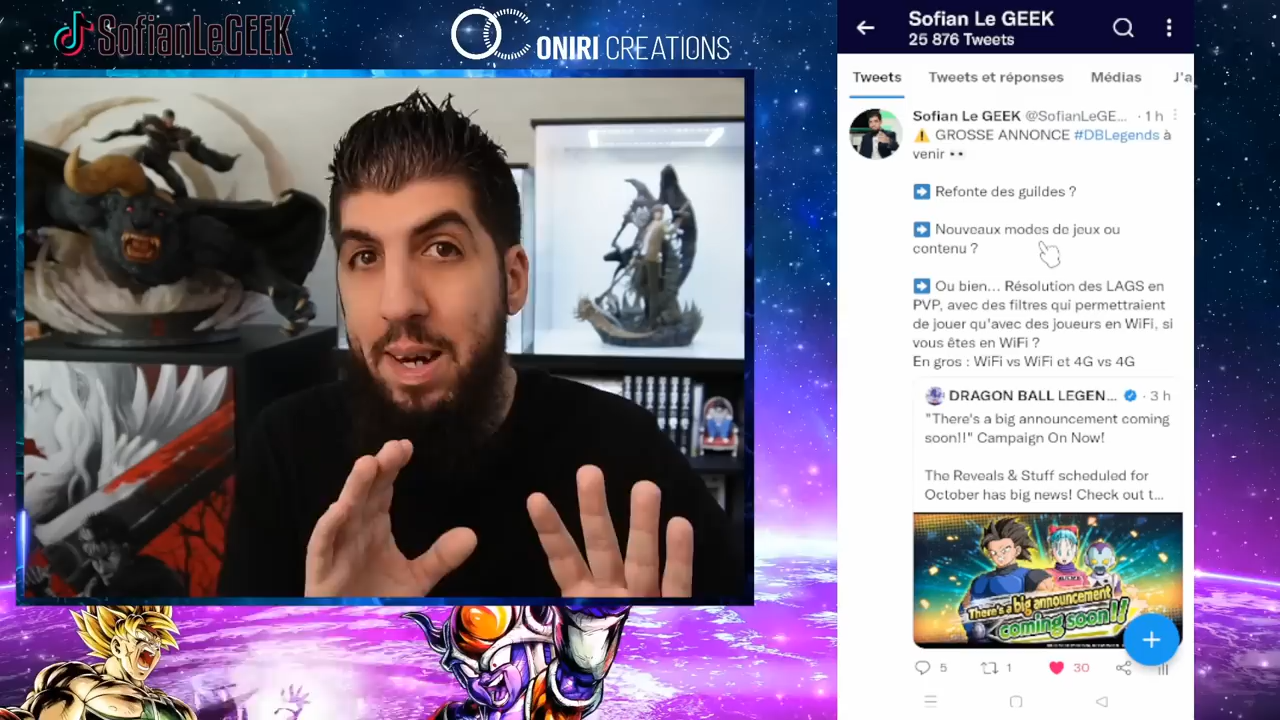 SofianLeGEEK
ONIRI CREATIONS
Sofian Le GEEK
25 876 Tweets
Tweets
Tweets et réponses
Médias
J'a
Sofian Le GEEK @SofianLeGE... · 1 h
⚠️ GROSSE ANNONCE #DBLegends à
venir 👀
➡️ Refonte des guildes ?
➡️ Nouveaux modes de jeux ou
contenu ?
➡️ Ou bien... Résolution des LAGS en
PVP, avec des filtres qui permettraient
de jouer qu'avec des joueurs en WiFi, si
vous êtes en WiFi ?
En gros : WiFi vs WiFi et 4G vs 4G
DRAGON BALL LEGEN... · 3 h
"There's a big announcement coming
soon!!" Campaign On Now!
The Reveals & Stuff scheduled for
October has big news! Check out t...
There's a big announcement
coming soon!!
5
1
30